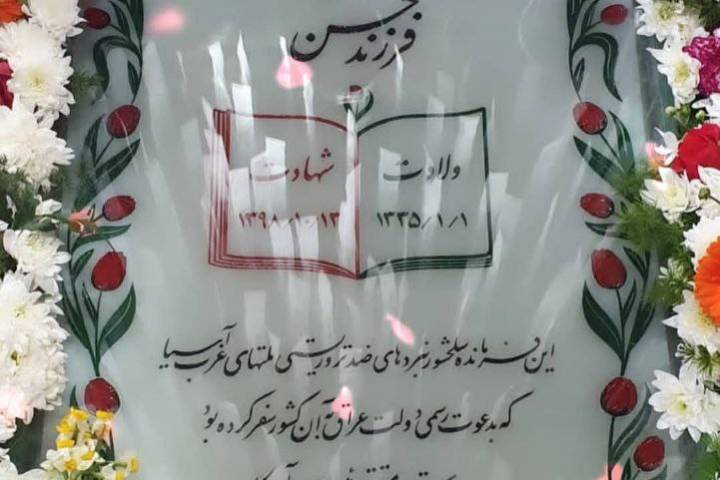 فرزند حسن
ولادت
۱۳۳۵/۱/۱
شهادت
۱۳۹۸/۱۰/۱۳
این فرمانده سلحشور نبردهای ضد تروریستی ملتهای غرب آسیا
که بدعوت رسمی دولت عراق به آن کشور سفر کرده بود